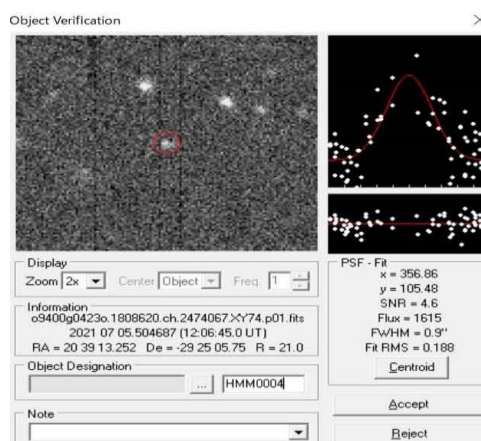 Object Verification
Display
Zoom 2x Center Object Freq. 1
Information
o9400g0423o.1808620.ch.2474067.XY74.p01.fits
2021 07 05.504687 (12:06:45.0 UT)
RA = 20 39 13.252 De = -29 25 05.75 R = 21.0
Object Designation
... HMM0004
Note
PSF - Fit
x = 356.86
y = 105.48
SNR = 4.6
Flux = 1615
FWHM = 0.9''
Fit RMS = 0.188
Centroid
Accept
Reject